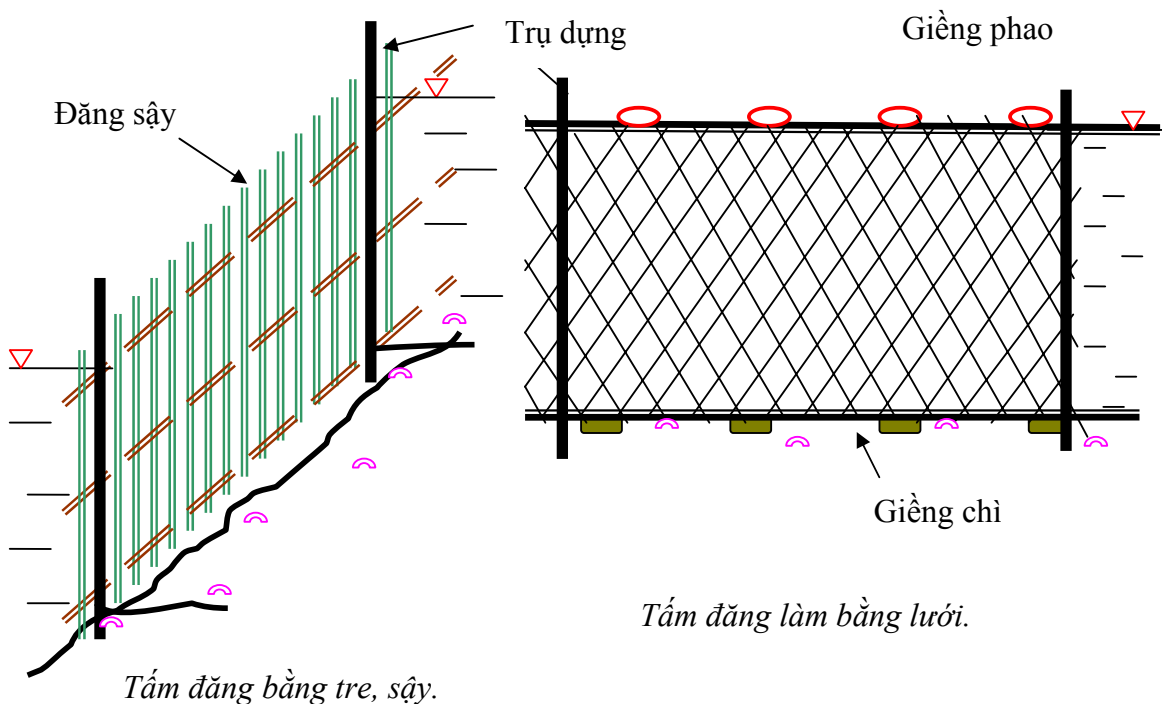 Trụ dựng
Giềng phao
Đăng sậy
Giềng chì
Tấm đăng làm bằng lưới.
Tấm đăng bằng tre, sậy.